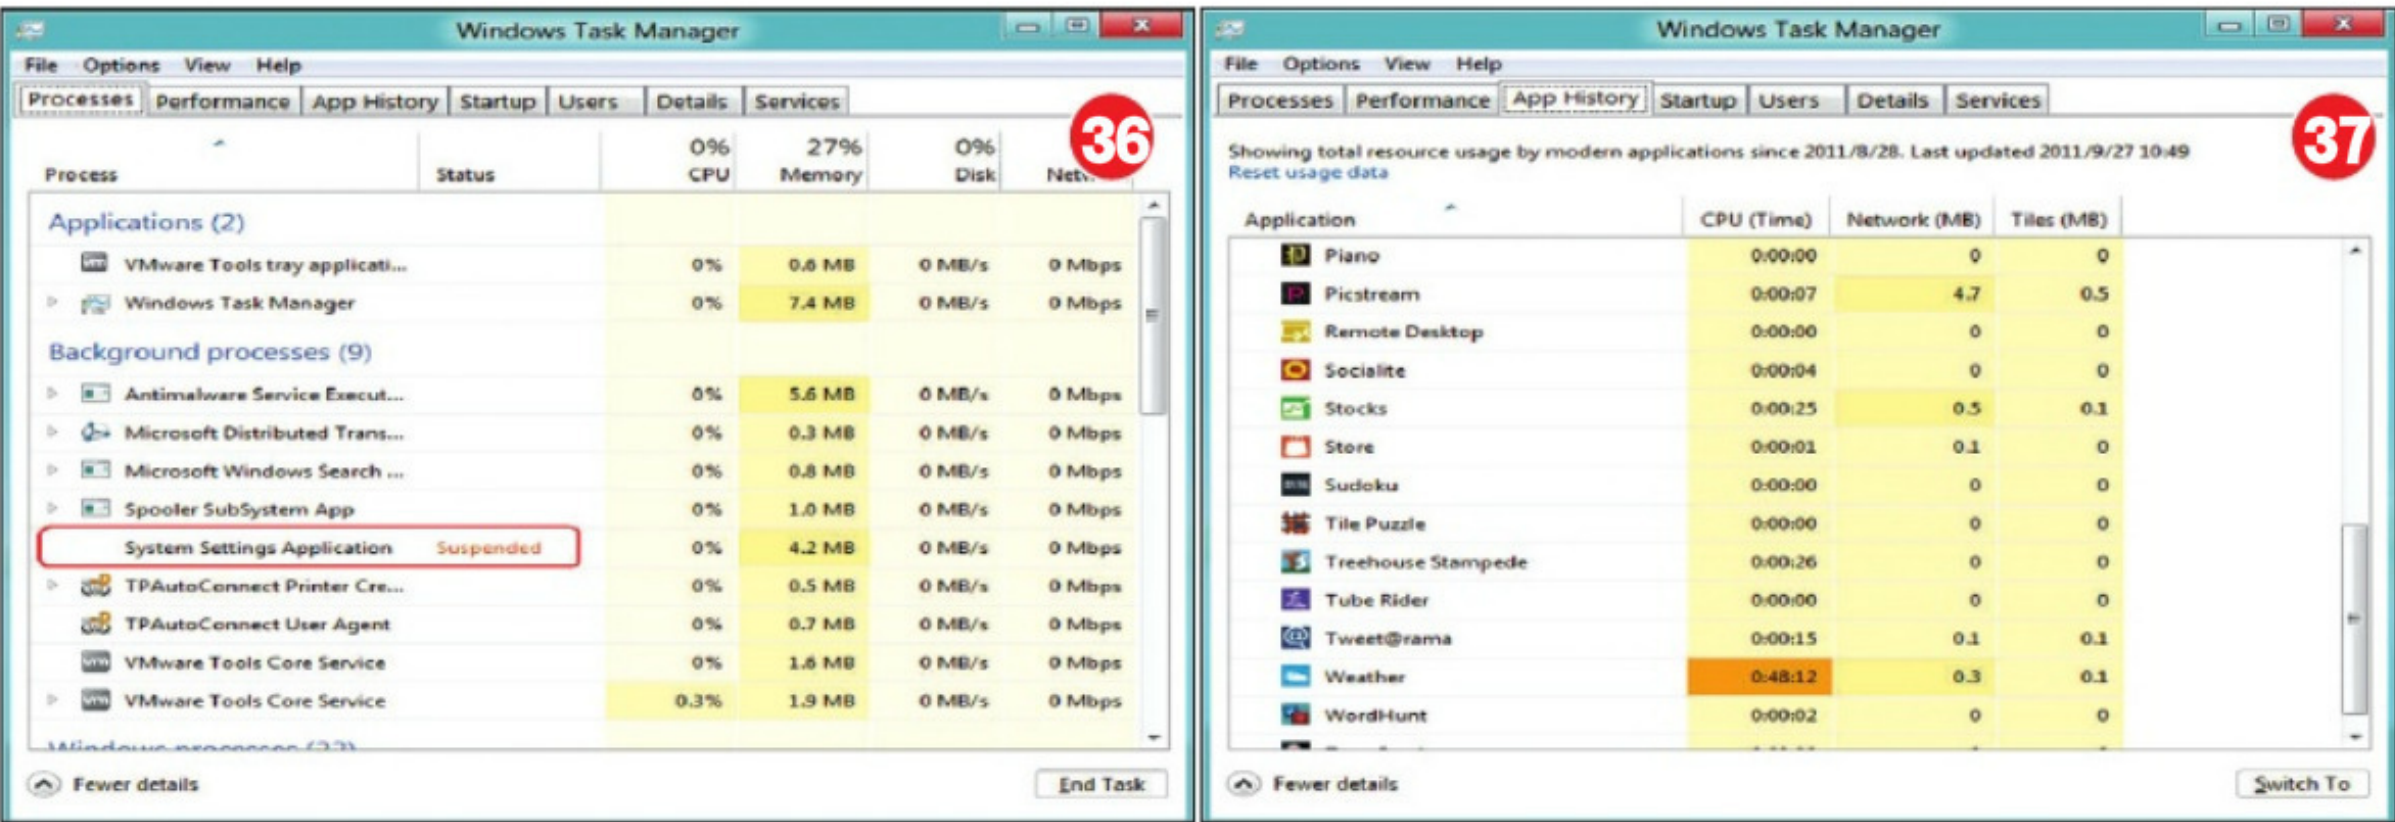 Windows Task Manager
File Options View Help
Processes Performance App History Startup Users Details Services
36
0% 27% 0%
Process Status CPU Memory Disk
Applications (2)
VMware Tools tray applicati... 0% 0.6 MB 0 MB/s 0 Mbps
Windows Task Manager 0% 7.4 MB 0 MB/s 0 Mbps
Background processes (9)
Antimalware Service Execut... 0% 5.6 MB 0 MB/s 0 Mbps
Microsoft Distributed Trans... 0% 0.3 MB 0 MB/s 0 Mbps
Microsoft Windows Search ... 0% 0.8 MB 0 MB/s 0 Mbps
Spooler SubSystem App 0% 1.0 MB 0 MB/s 0 Mbps
System Settings Application Suspended 0% 4.2 MB 0 MB/s 0 Mbps
TPAutoConnect Printer Cre... 0% 0.5 MB 0 MB/s 0 Mbps
TPAutoConnect User Agent 0% 0.7 MB 0 MB/s 0 Mbps
VMware Tools Core Service 0% 1.6 MB 0 MB/s 0 Mbps
VMware Tools Core Service 0.3% 1.9 MB 0 MB/s 0 Mbps
Windows processes
Fewer details End Task
Windows Task Manager
File Options View Help
Processes Performance App History Startup Users Details Services
37
Showing total resource usage by modern applications since 2011/8/28. Last updated 2011/9/27 10:49
Reset usage data
Application CPU (Time) Network (MB) Tiles (MB)
Piano 0:00:00 0 0
Picstream 0:00:07 4.7 0.5
Remote Desktop 0:00:00 0 0
Socialite 0:00:04 0 0
Stocks 0:00:25 0.5 0.1
Store 0:00:01 0.1 0
Sudoku 0:00:00 0 0
Tile Puzzle 0:00:00 0 0
Treehouse Stampede 0:00:26 0 0
Tube Rider 0:00:00 0 0
Tweet@rama 0:00:15 0.1 0.1
Weather 0:48:12 0.3 0.1
WordHunt 0:00:02 0 0
Fewer details Switch To